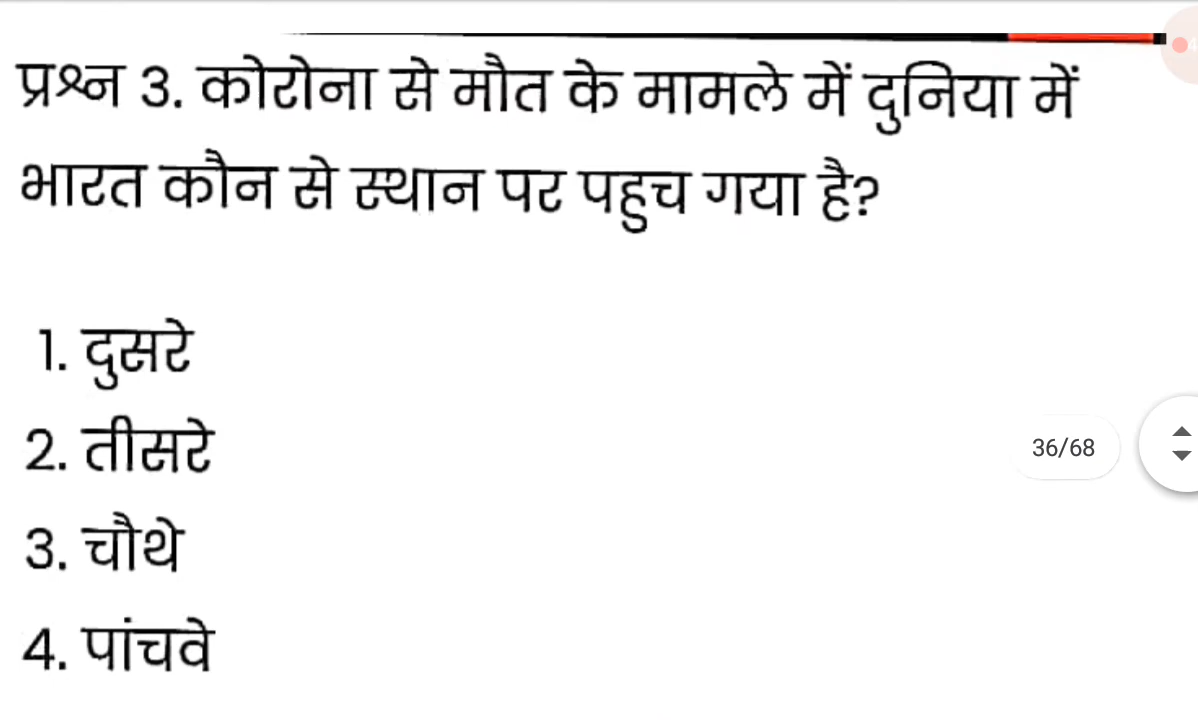 प्रश्न 3. कोरोना से मौत के मामले में दुनिया में
भारत कौन से स्थान पर पहुच गया है?
1. दुसरे
2. तीसरे
36/68
3. चौथे
4. पांचवे